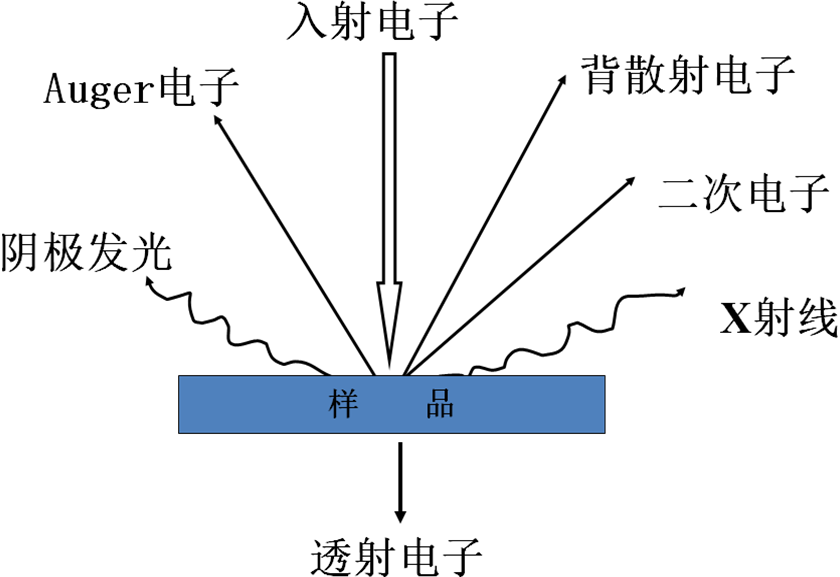 入射电子
Auger电子
背散射电子
二次电子
阴极发光
X射线
样 品
透射电子